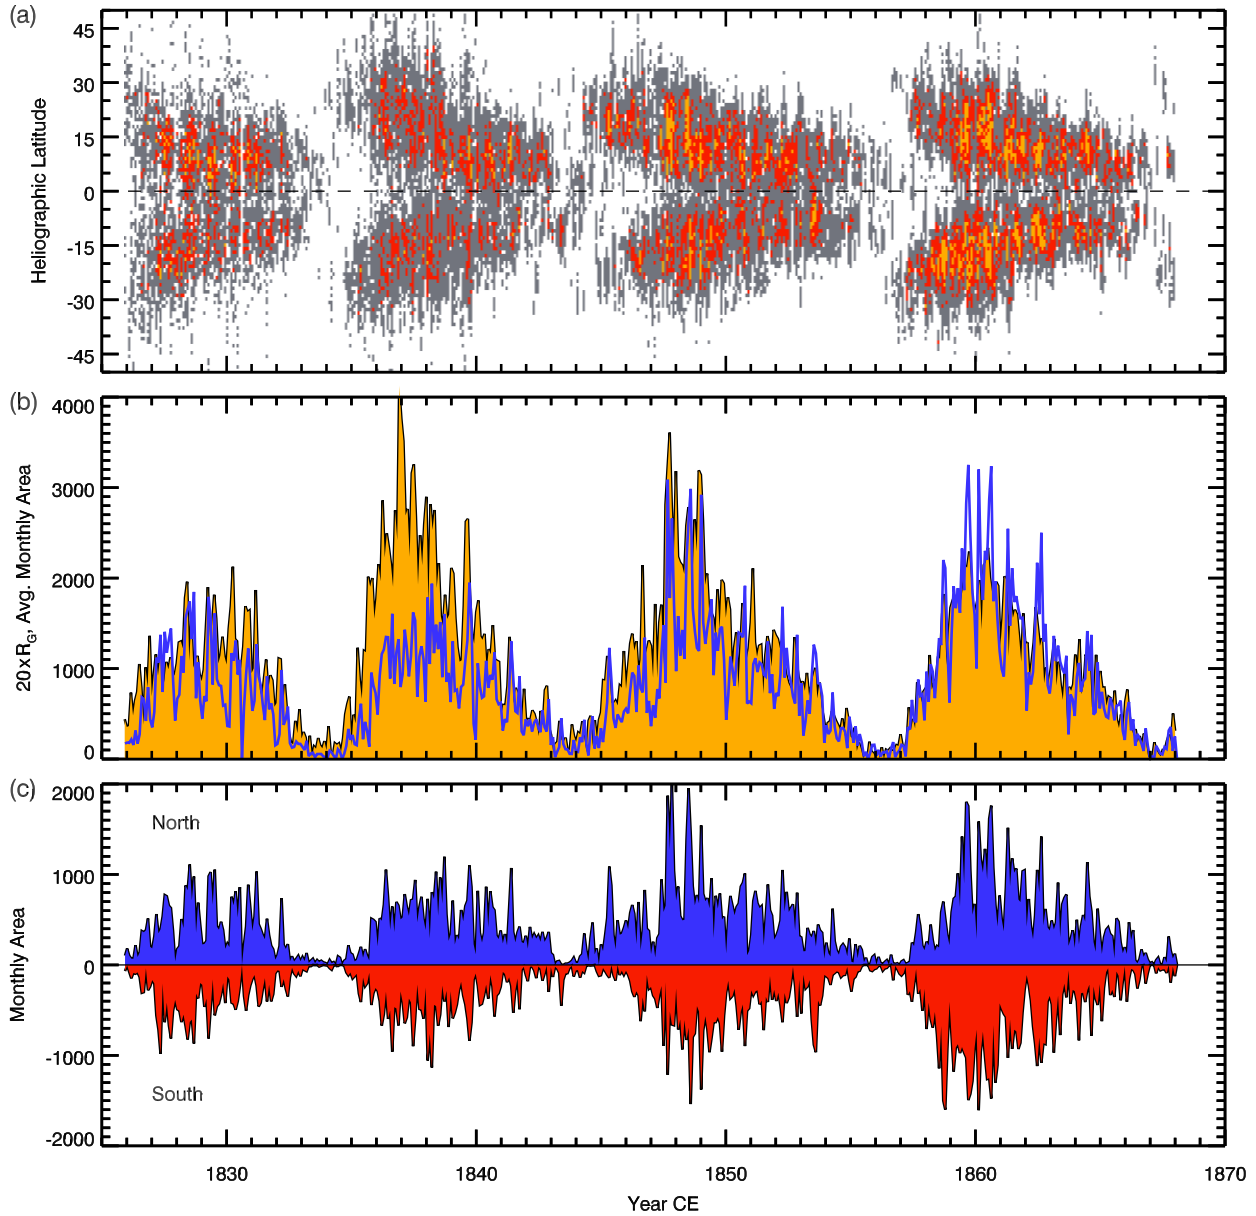 (a)
45
30
15
0
-15
-30
-45
Heliographic Latitude
(b)
4000
3000
2000
1000
0
20xR_G, Avg. Monthly Area
(c)
2000
1000
0
-1000
-2000
Monthly Area
North
South
1830 1840 1850 1860 1870
Year CE